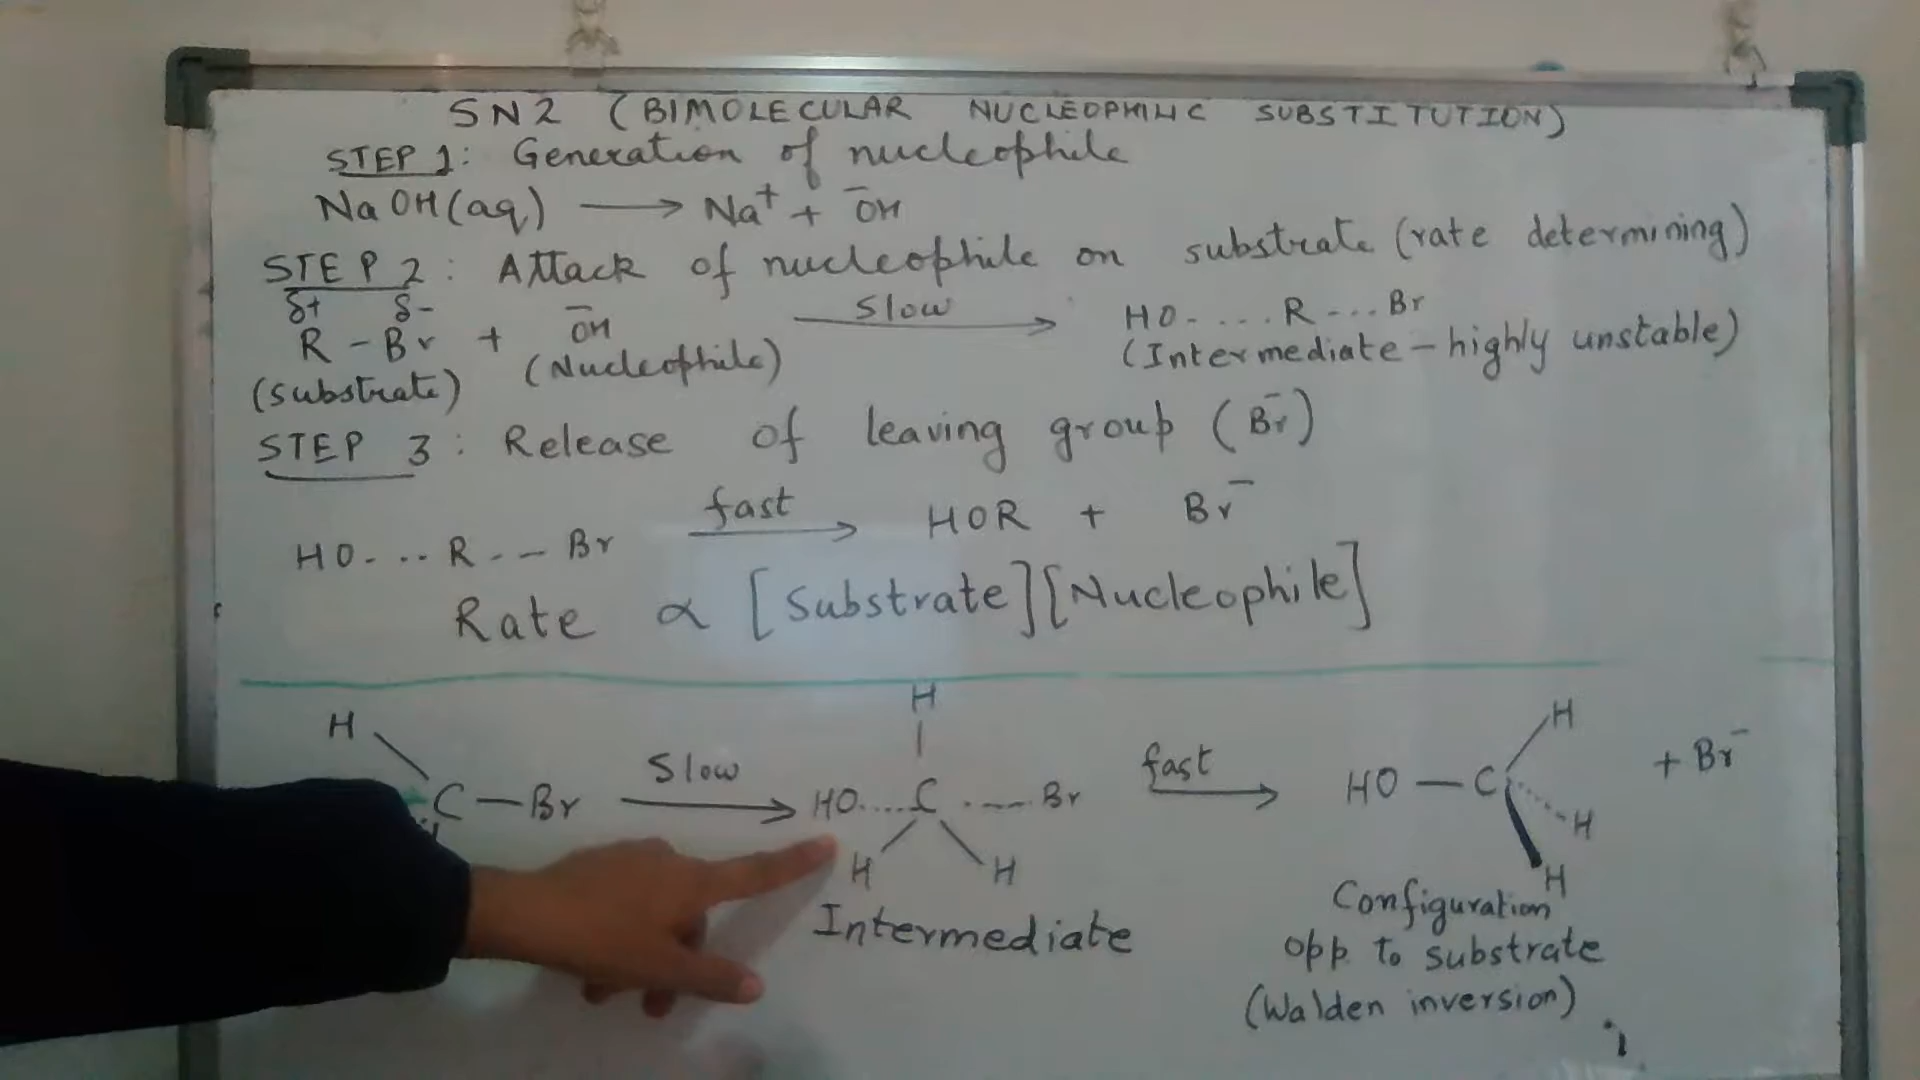 SN2 (BIMOLECULAR NUCLEOPHILIC SUBSTITUTION)
STEP 1: Generation of nucleophile
NaOH(aq) ⟶ Na⁺ + ŌH
STEP 2: Attack of nucleophile on substrate (rate determining)
δ+ δ-
R - Br + ŌH slow ⟶ HO....R...Br
(substrate) (Nucleophile) (Intermediate - highly unstable)
STEP 3: Release of leaving group (Br⁻)
HO...R---Br fast ⟶ HOR + Br⁻
Rate ∝ [Substrate][Nucleophile]
H H H
C - Br Slow ⟶ HO....C....Br fast ⟶ HO - C + Br⁻
H H H
H
Intermediate
Configuration
opp. to substrate
(Walden inversion)